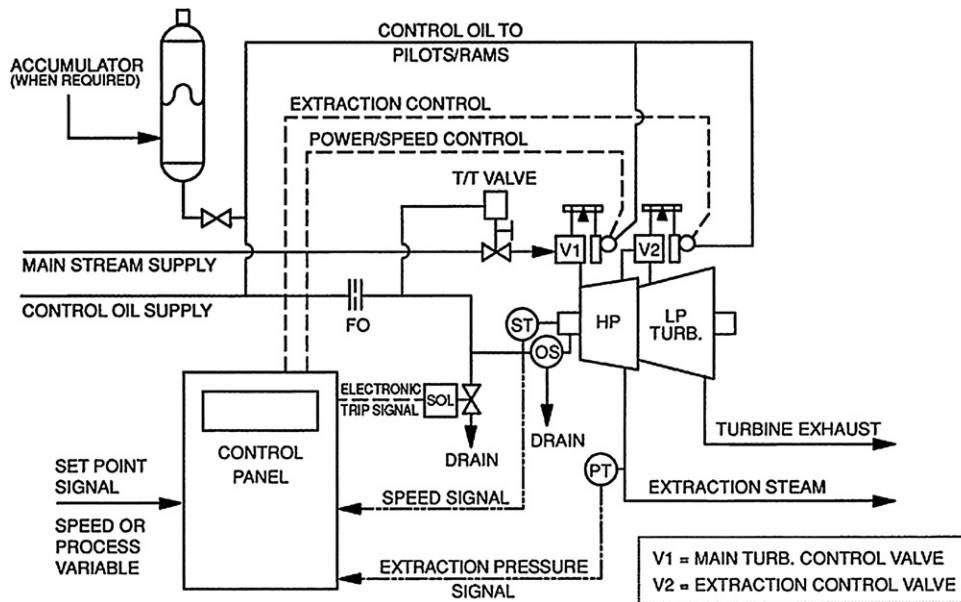 CONTROL OIL TO
PILOTS/RAMS
ACCUMULATOR
(WHEN REQUIRED)
EXTRACTION CONTROL
POWER/SPEED CONTROL
T/T VALVE
V1
V2
MAIN STREAM SUPPLY
CONTROL OIL SUPPLY
FO
ST
HP
LP
TURB.
OS
ELECTRONIC
TRIP SIGNAL
SOL
DRAIN
DRAIN
TURBINE EXHAUST
CONTROL
PANEL
PT
SET POINT
SIGNAL
SPEED SIGNAL
EXTRACTION STEAM
SPEED OR
PROCESS
VARIABLE
EXTRACTION PRESSURE
SIGNAL
V1 = MAIN TURB. CONTROL VALVE
V2 = EXTRACTION CONTROL VALVE